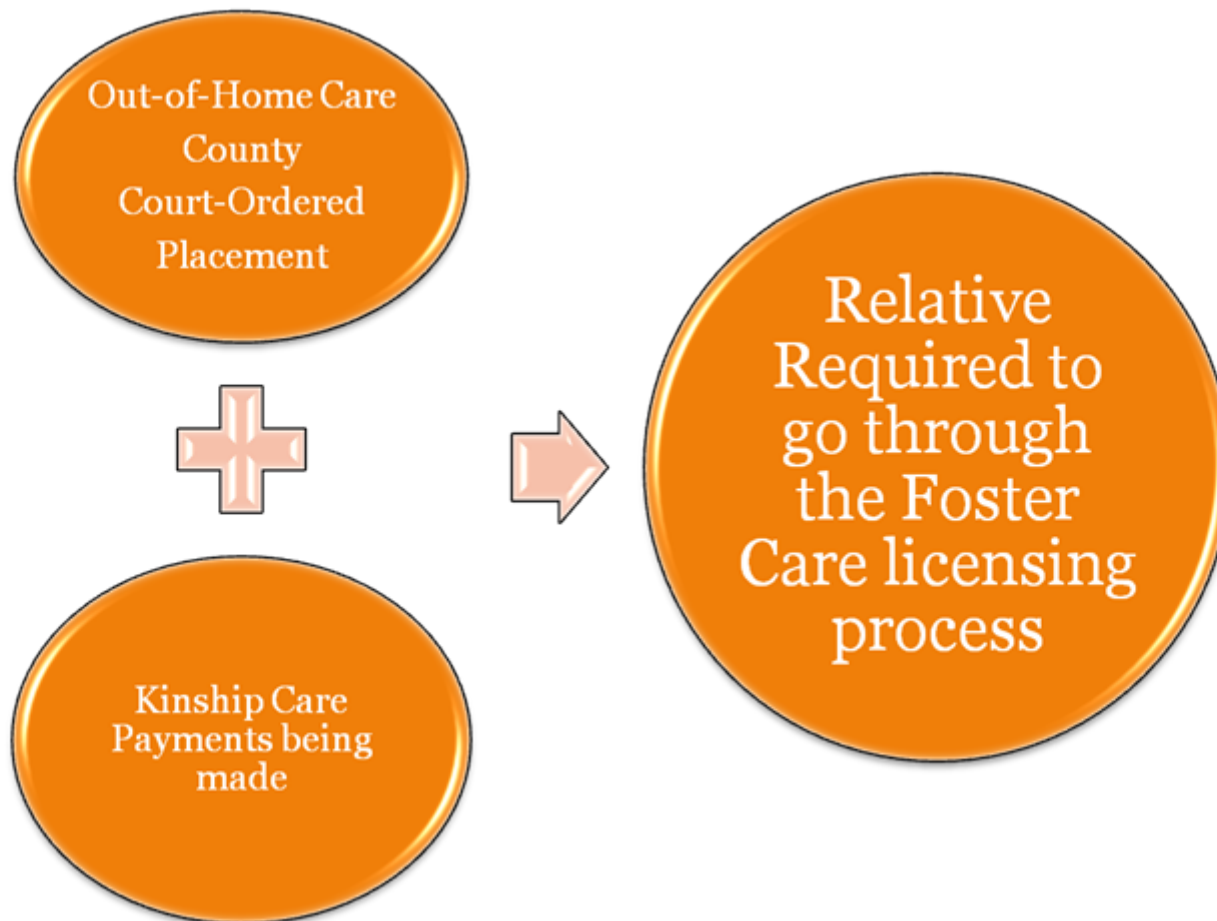 Out-of-Home Care
County
Court-Ordered
Placement
Kinship Care
Payments being
made
Relative
Required to
go through
the Foster
Care licensing
process